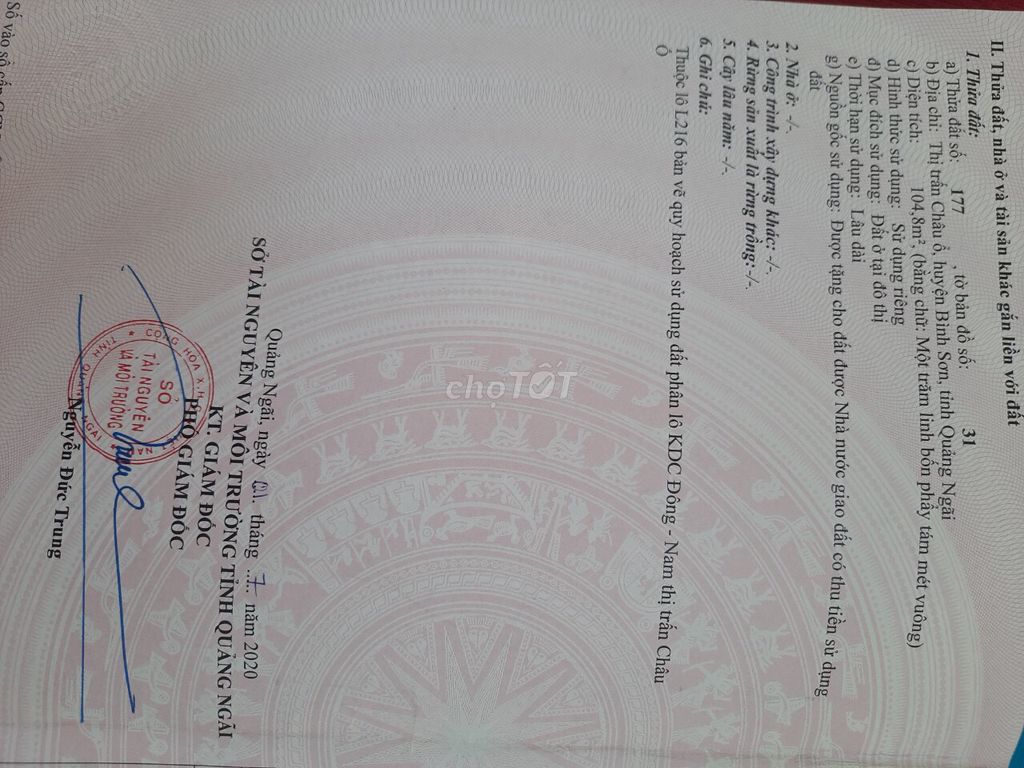 II. Thửa đất, nhà ở và tài sản khác gắn liền với đất
1. Thửa đất:
a) Thửa đất số: 177 , tờ bản đồ số: 31
b) Địa chỉ: Thị trấn Châu ổ, huyện Bình Sơn, tỉnh Quảng Ngãi
c) Diện tích: 104,8m², (bằng chữ: Một trăm linh bốn phẩy tám mét vuông)
d) Hình thức sử dụng: Sử dụng riêng
đ) Mục đích sử dụng: Đất ở tại đô thị
e) Thời hạn sử dụng: Lâu dài
g) Nguồn gốc sử dụng: Được tặng cho đất được Nhà nước giao đất có thu tiền sử dụng
đất
2. Nhà ở: -/-.
3. Công trình xây dựng khác: -/-.
4. Rừng sản xuất là rừng trồng: -/-.
5. Cây lâu năm: -/-.
6. Ghi chú:
Thuộc lô L216 bản vẽ quy hoạch sử dụng đất phân lô KDC Đông - Nam thị trấn Châu
Ổ
chợTỐT
Quảng Ngãi, ngày 01 tháng 7 năm 2020
SỞ TÀI NGUYÊN VÀ MÔI TRƯỜNG TỈNH QUẢNG NGÃI
KT. GIÁM ĐỐC
PHÓ GIÁM ĐỐC
CỘNG HÒA X.H.C
SỞ
TÀI NGUYÊN
VÀ MÔI TRƯỜNG
TỈNH QUẢNG NGÃI
Nguyễn Đức Trung
Số vào sổ cấp